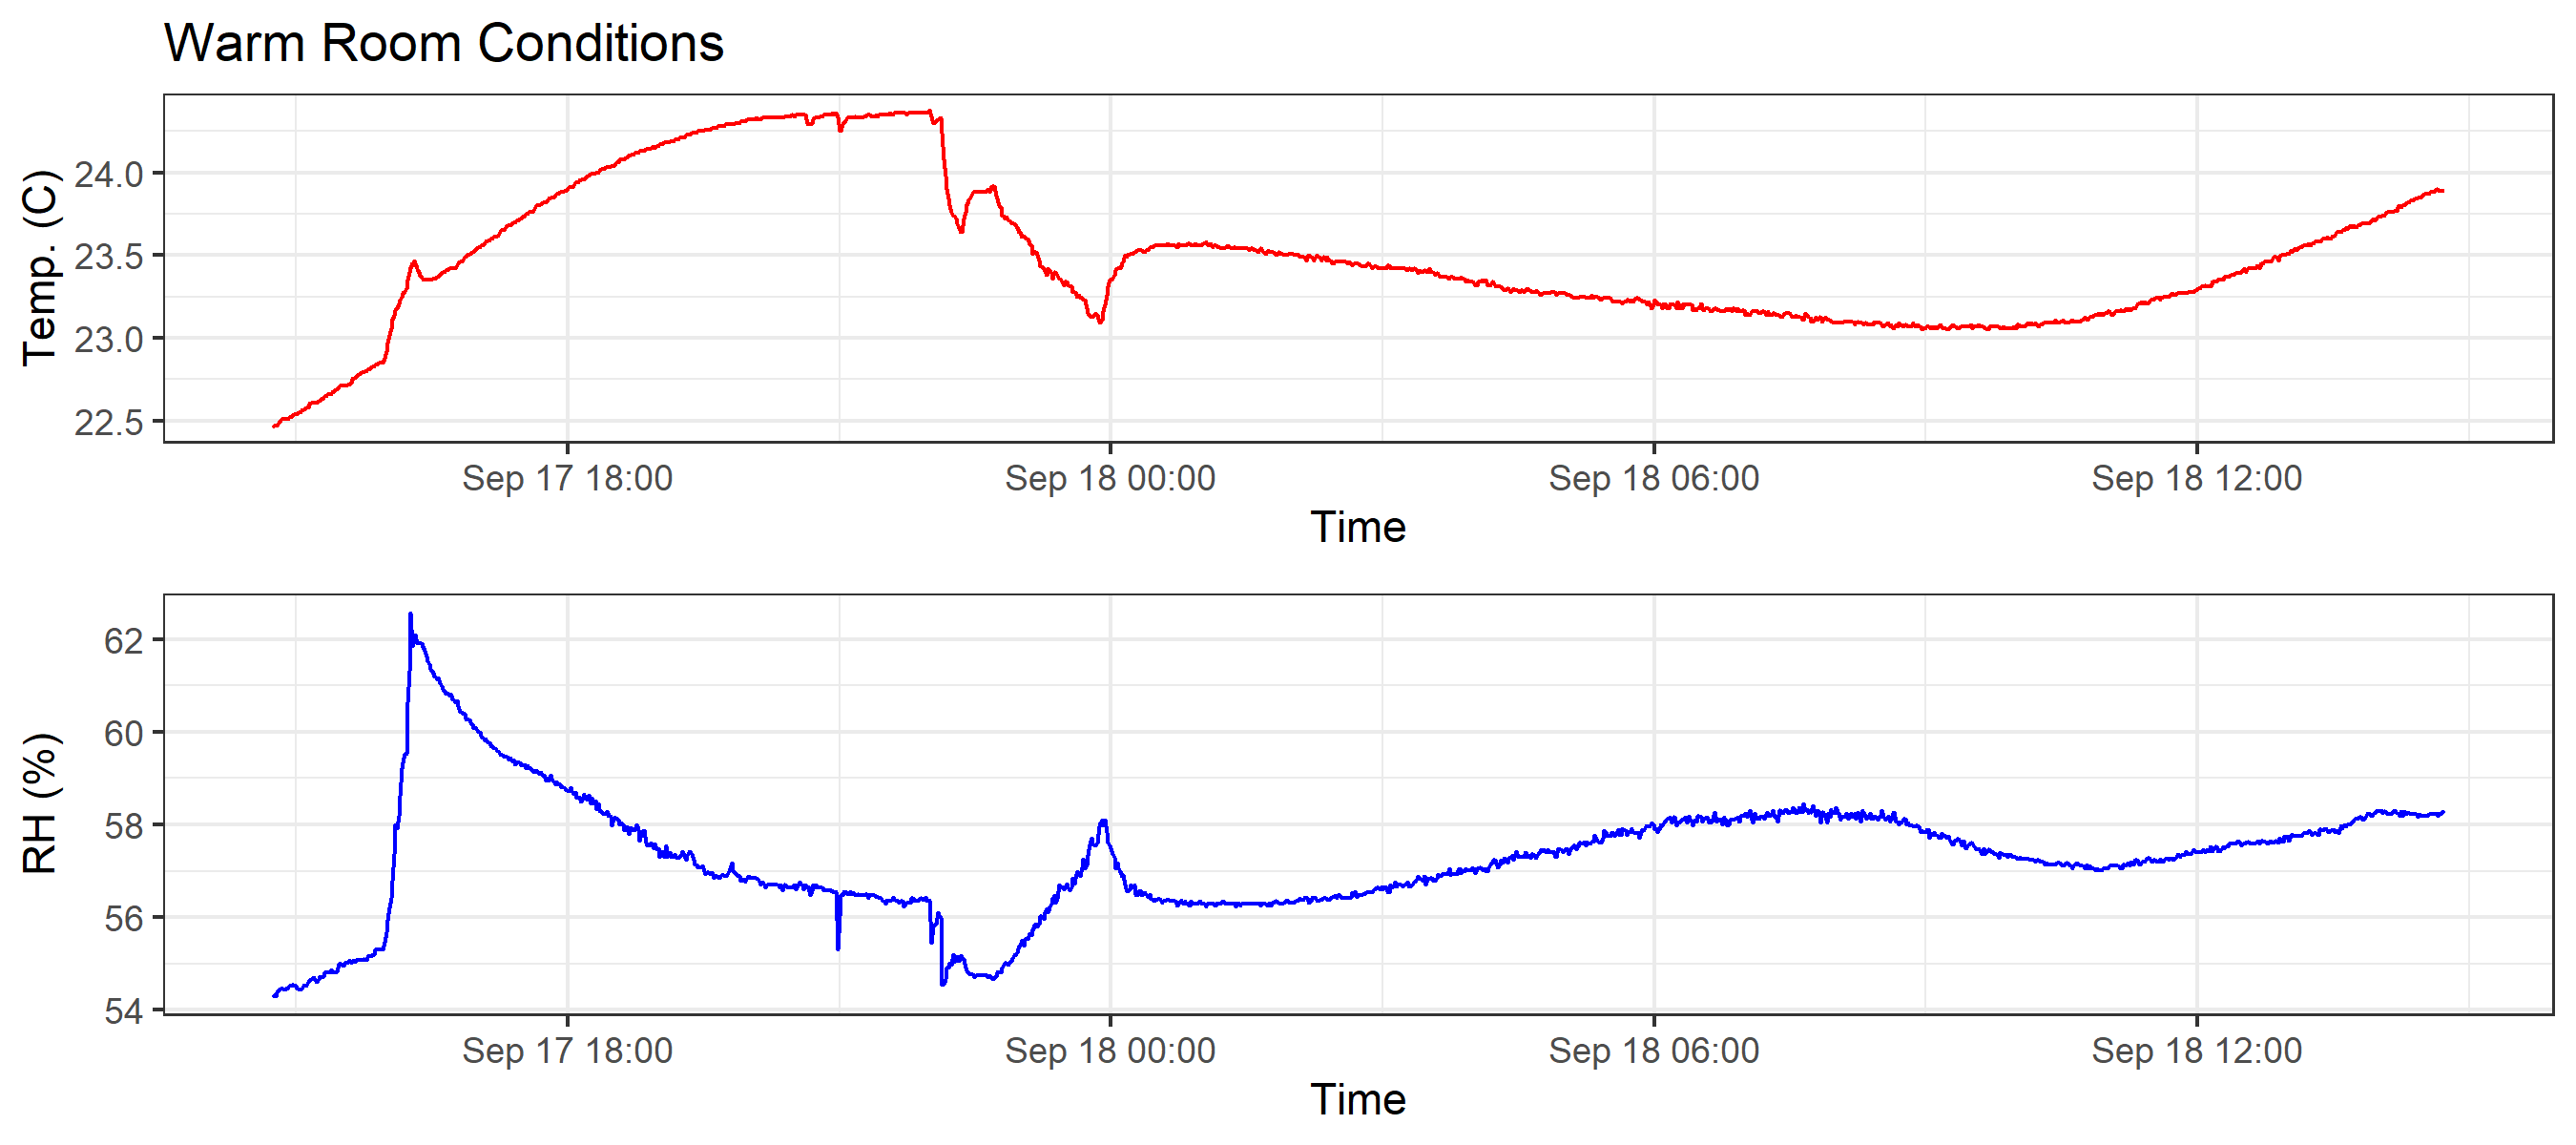 Warm Room Conditions
Temp. (C)
24.0
23.5
23.0
22.5
Sep 17 18:00 Sep 18 00:00 Sep 18 06:00 Sep 18 12:00
Time
RH (%)
62
60
58
56
54
Sep 17 18:00 Sep 18 00:00 Sep 18 06:00 Sep 18 12:00
Time